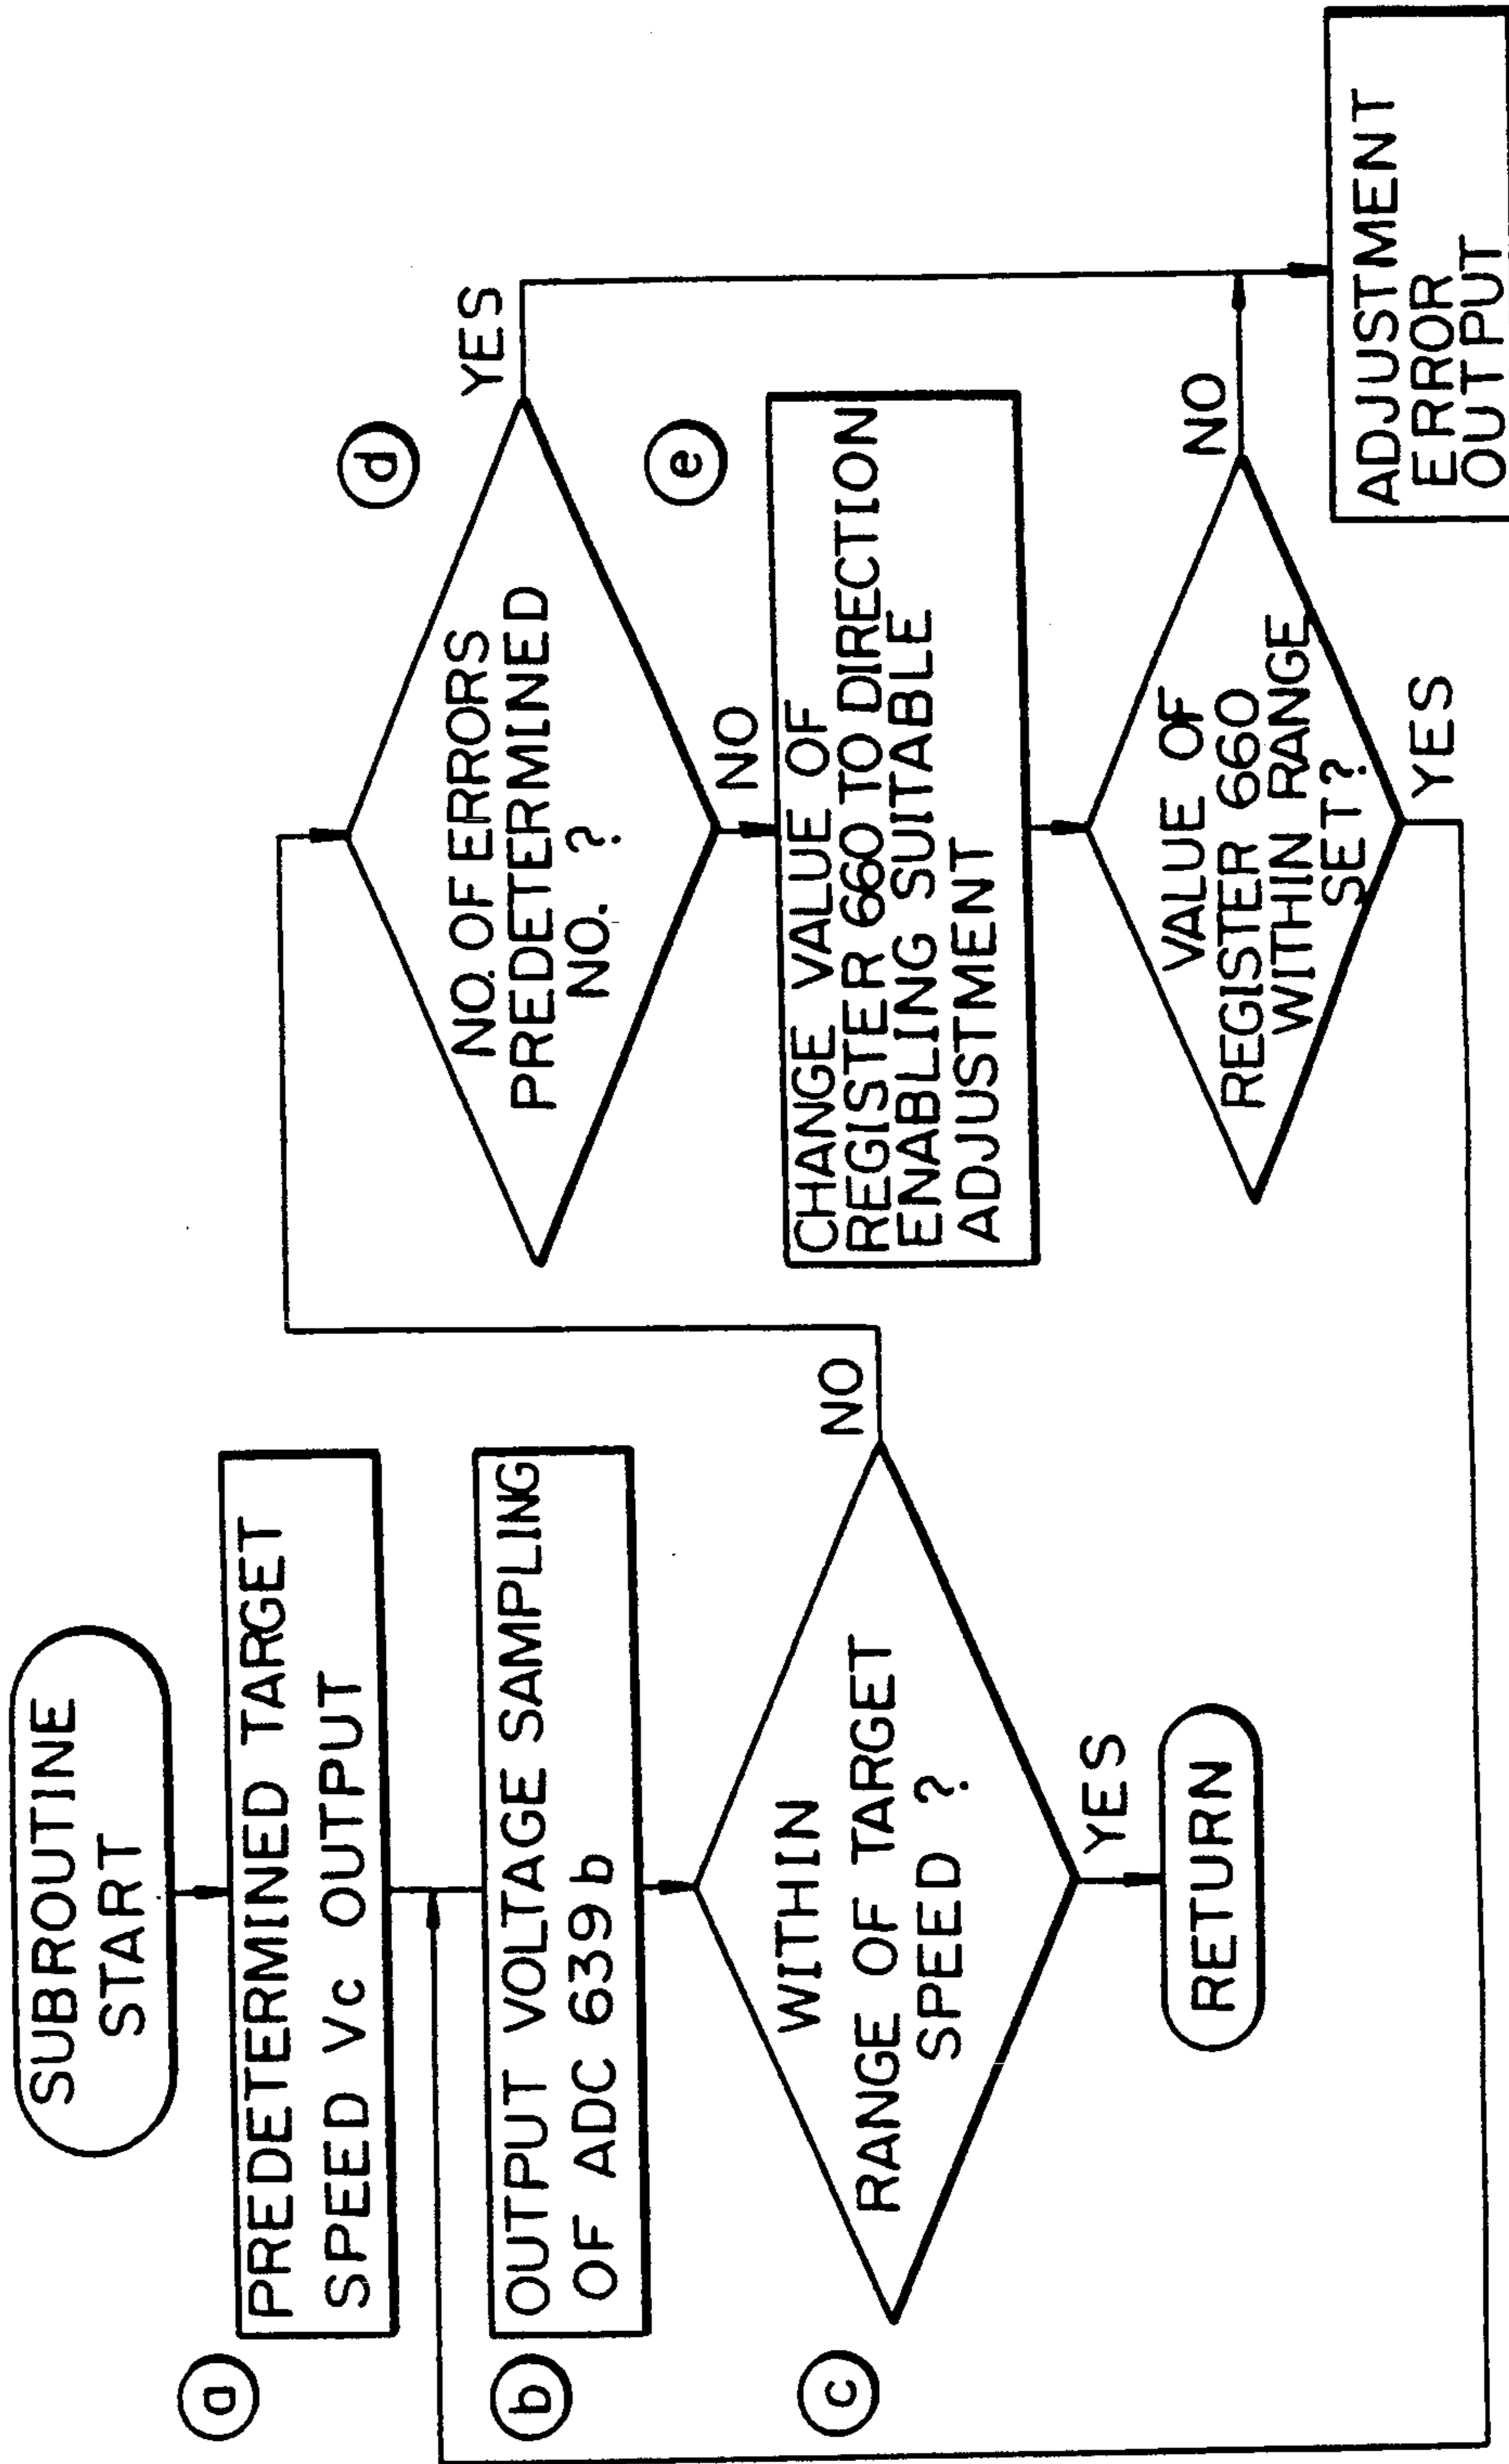 SUBROUTINE
START
a
PREDETERMINED TARGET
SPEED Vc OUTPUT
b
OUTPUT VOLTAGE SAMPLING
OF ADC 639b
c
WITHIN
RANGE OF TARGET
SPEED ?
NO
YES
RETURN
d
NO. OF ERRORS
PREDETERMINED
NO. ?
YES
NO
e
CHANGE VALUE OF
REGISTER 660 TO DIRECTION
ENABLING SUITABLE
ADJUSTMENT
VALUE OF
REGISTER 660
WITHIN RANGE
SET?
NO
YES
ADJUSTMENT
ERROR
OUTPUT